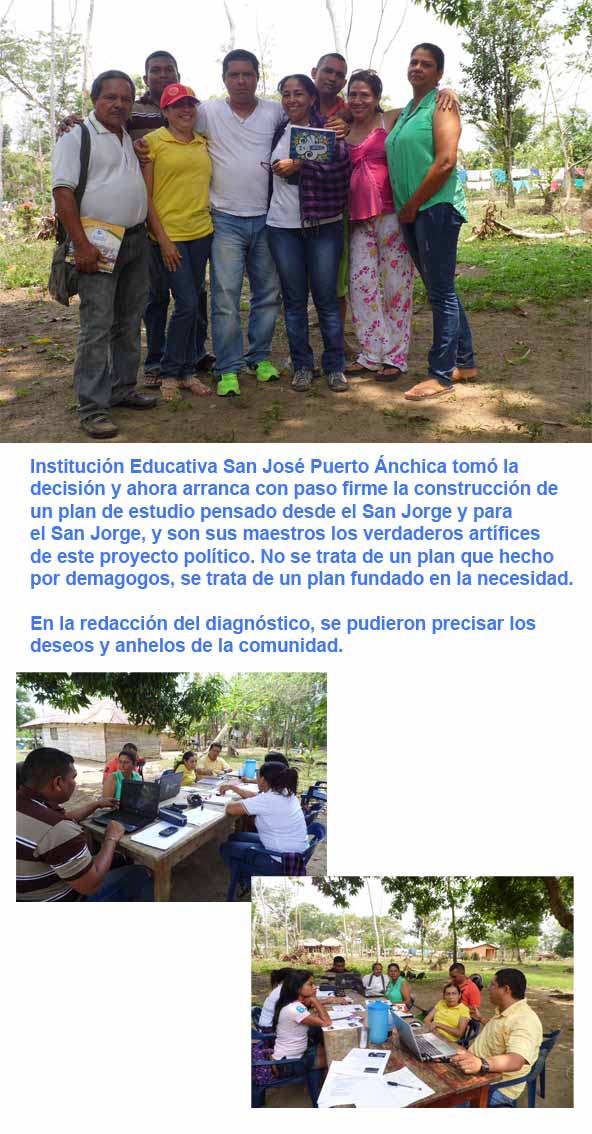 Institución Educativa San José Puerto Ánchica tomó la
decisión y ahora arranca con paso firme la construcción de
un plan de estudio pensado desde el San Jorge y para
el San Jorge, y son sus maestros los verdaderos artífices
de este proyecto político. No se trata de un plan que hecho
por demagogos, se trata de un plan fundado en la necesidad.
En la redacción del diagnóstico, se pudieron precisar los
deseos y anhelos de la comunidad.